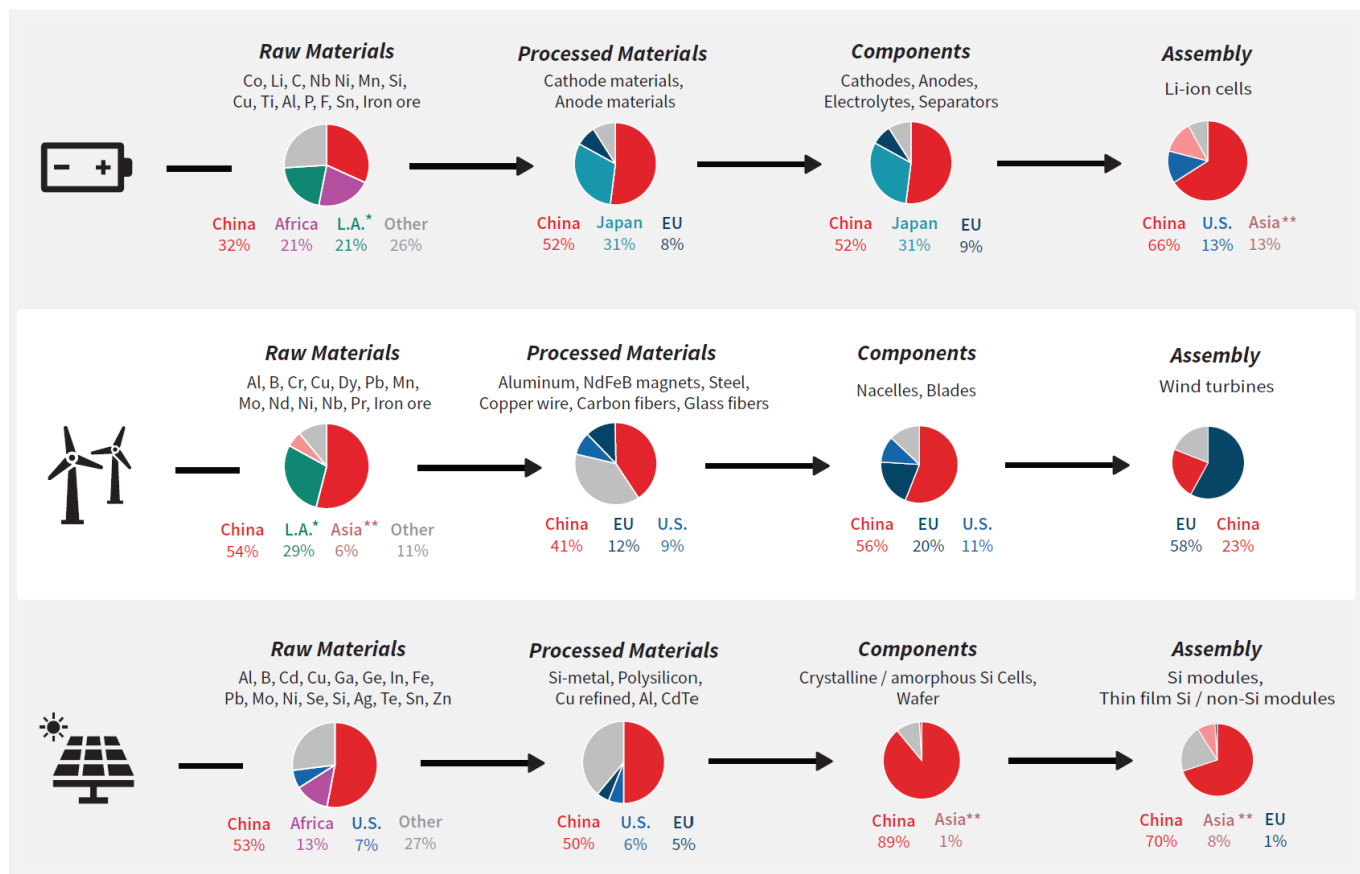 Raw Materials
Co, Li, C, Nb Ni, Mn, Si,
Cu, Ti, Al, P, F, Sn, Iron ore
China Africa L.A.* Other
32% 21% 21% 26%
Processed Materials
Cathode materials,
Anode materials
China Japan EU
52% 31% 8%
Components
Cathodes, Anodes,
Electrolytes, Separators
China Japan EU
52% 31% 9%
Assembly
Li-ion cells
China U.S. Asia**
66% 13% 13%
Raw Materials
Al, B, Cr, Cu, Dy, Pb, Mn,
Mo, Nd, Ni, Nb, Pr, Iron ore
China L.A.* Asia** Other
54% 29% 6% 11%
Processed Materials
Aluminum, NdFeB magnets, Steel,
Copper wire, Carbon fibers, Glass fibers
China EU U.S.
41% 12% 9%
Components
Nacelles, Blades
China EU U.S.
56% 20% 11%
Assembly
Wind turbines
EU China
58% 23%
Raw Materials
Al, B, Cd, Cu, Ga, Ge, In, Fe,
Pb, Mo, Ni, Se, Si, Ag, Te, Sn, Zn
China Africa U.S. Other
53% 13% 7% 27%
Processed Materials
Si-metal, Polysilicon,
Cu refined, Al, CdTe
China U.S. EU
50% 6% 5%
Components
Crystalline / amorphous Si Cells,
Wafer
China Asia**
89% 1%
Assembly
Si modules,
Thin film Si / non-Si modules
China Asia ** EU
70% 8% 1%